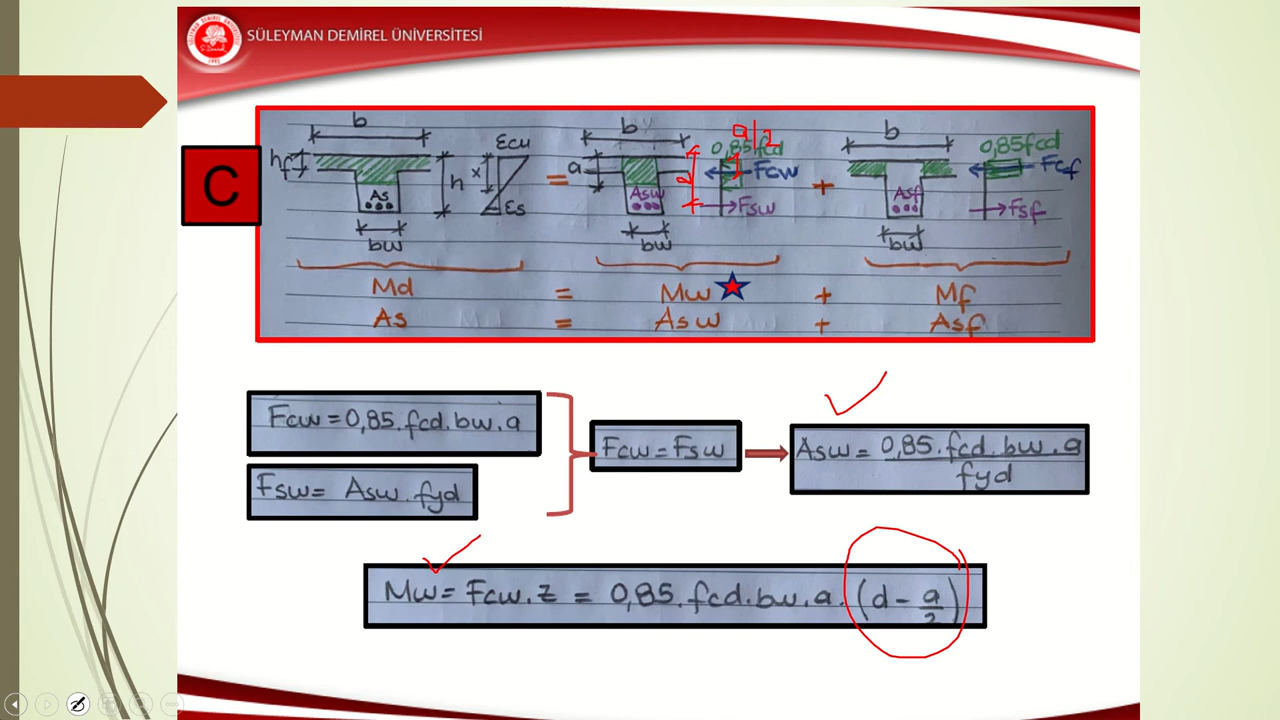 SÜLEYMAN DEMİREL ÜNİVERSİTESİ
C
b
hf
As
bw
h
x
εcu
εs
=
b
a
Asw
bw
d
a/2
0,85fcd
Fcw
Fsw
+
b
Asf
bw
0,85fcd
Fcf
Fsf
Md = Mw + Mf
As = Asw + Asf
Fcw = 0,85.fcd.bw.a
Fsw = Asw.fyd
Fcw = Fsw
Asw = 0,85.fcd.bw.a
fyd
Mw = Fcw.z = 0,85.fcd.bw.a.(d - a/2)